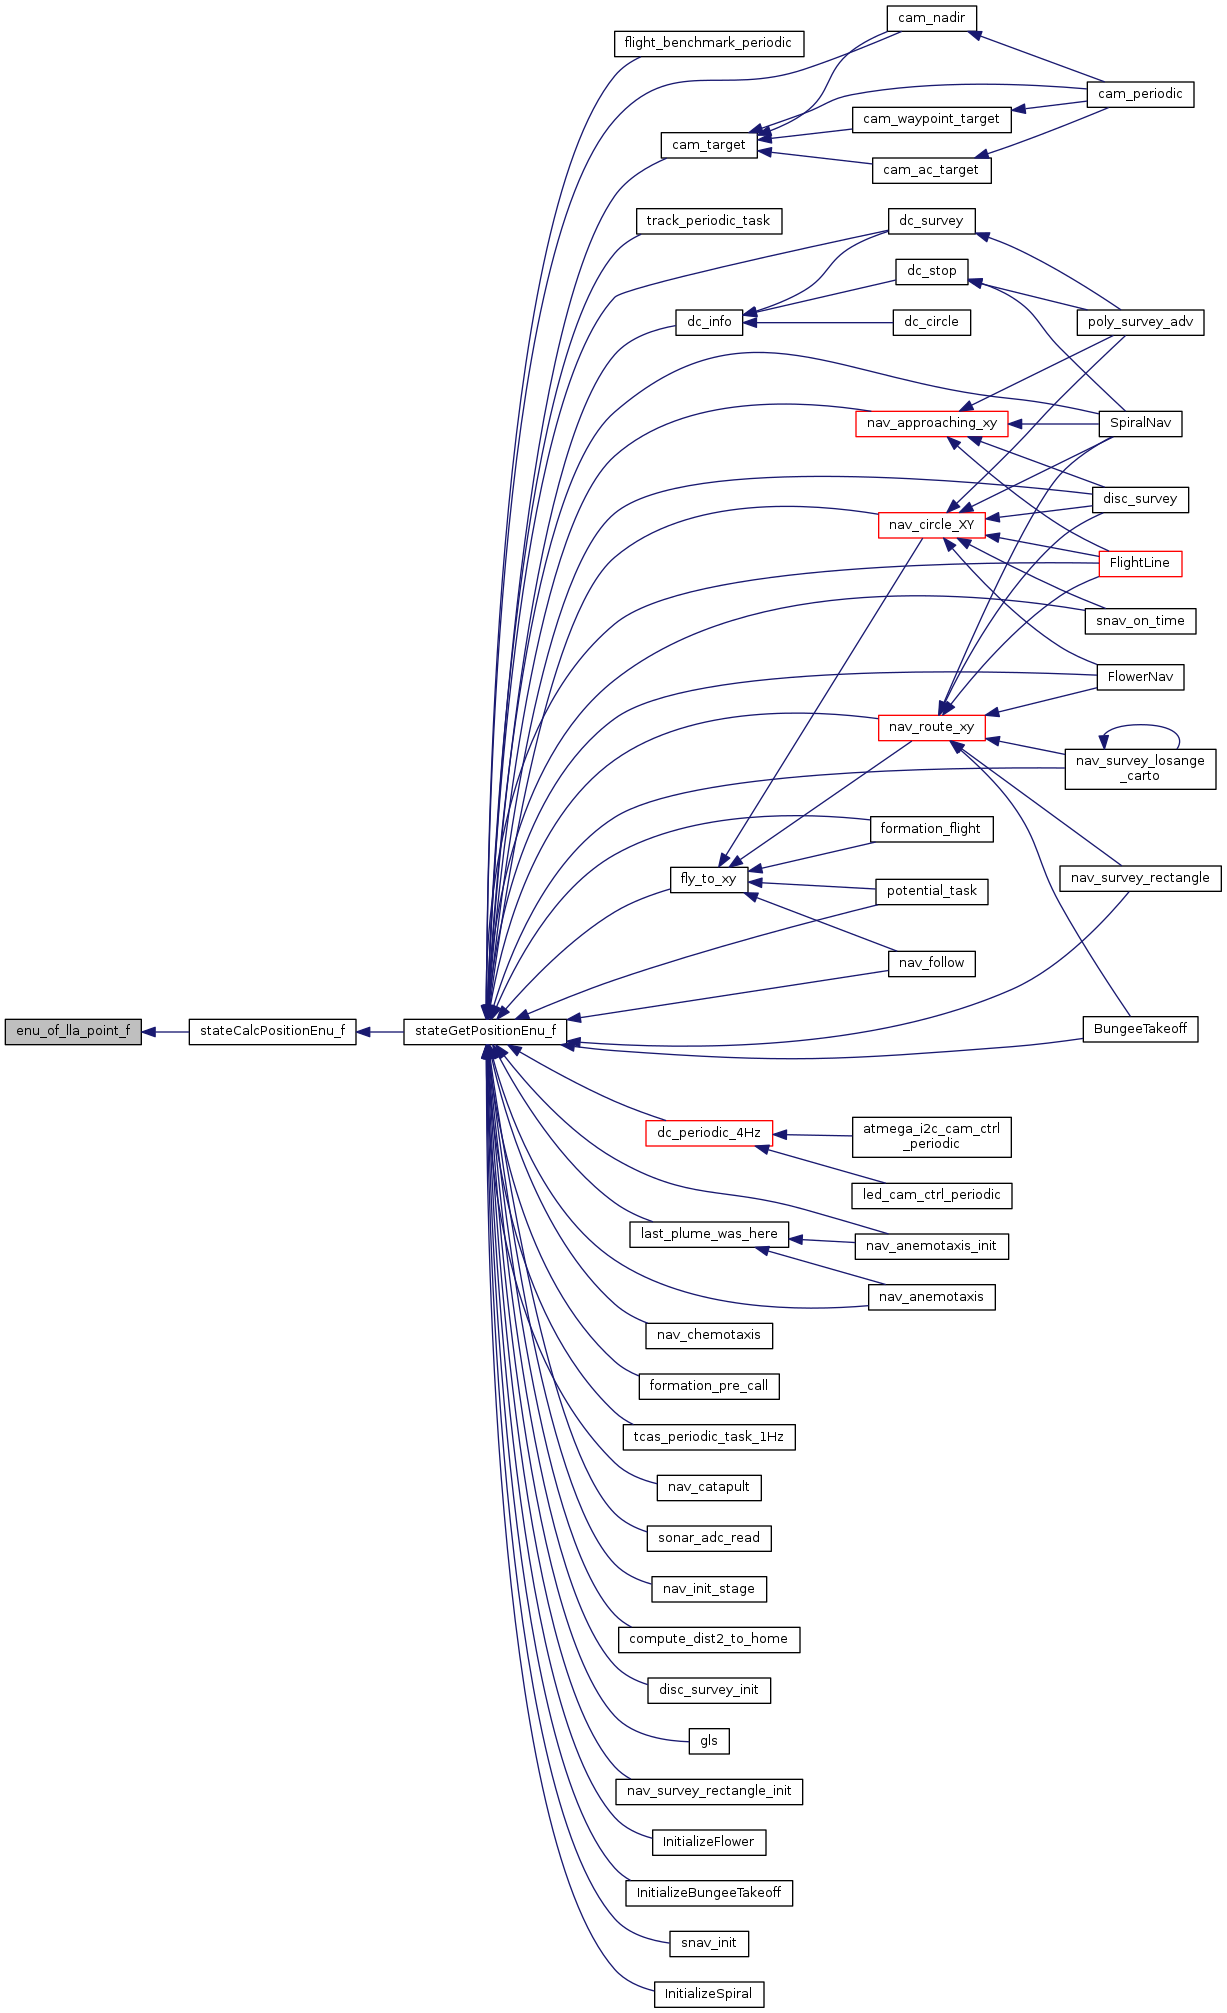 cam_nadir
flight_benchmark_periodic
cam_periodic
cam_waypoint_target
cam_target
cam_ac_target
track_periodic_task
dc_survey
dc_stop
dc_info
dc_circle
poly_survey_adv
nav_approaching_xy
SpiralNav
disc_survey
nav_circle_XY
FlightLine
snav_on_time
FlowerNav
nav_route_xy
nav_survey_losange
_carto
formation_flight
fly_to_xy
nav_survey_rectangle
potential_task
nav_follow
enu_of_lla_point_f
stateCalcPositionEnu_f
stateGetPositionEnu_f
BungeeTakeoff
dc_periodic_4Hz
atmega_i2c_cam_ctrl
_periodic
led_cam_ctrl_periodic
last_plume_was_here
nav_anemotaxis_init
nav_anemotaxis
nav_chemotaxis
formation_pre_call
tcas_periodic_task_1Hz
nav_catapult
sonar_adc_read
nav_init_stage
compute_dist2_to_home
disc_survey_init
gls
nav_survey_rectangle_init
InitializeFlower
InitializeBungeeTakeoff
snav_init
InitializeSpiral